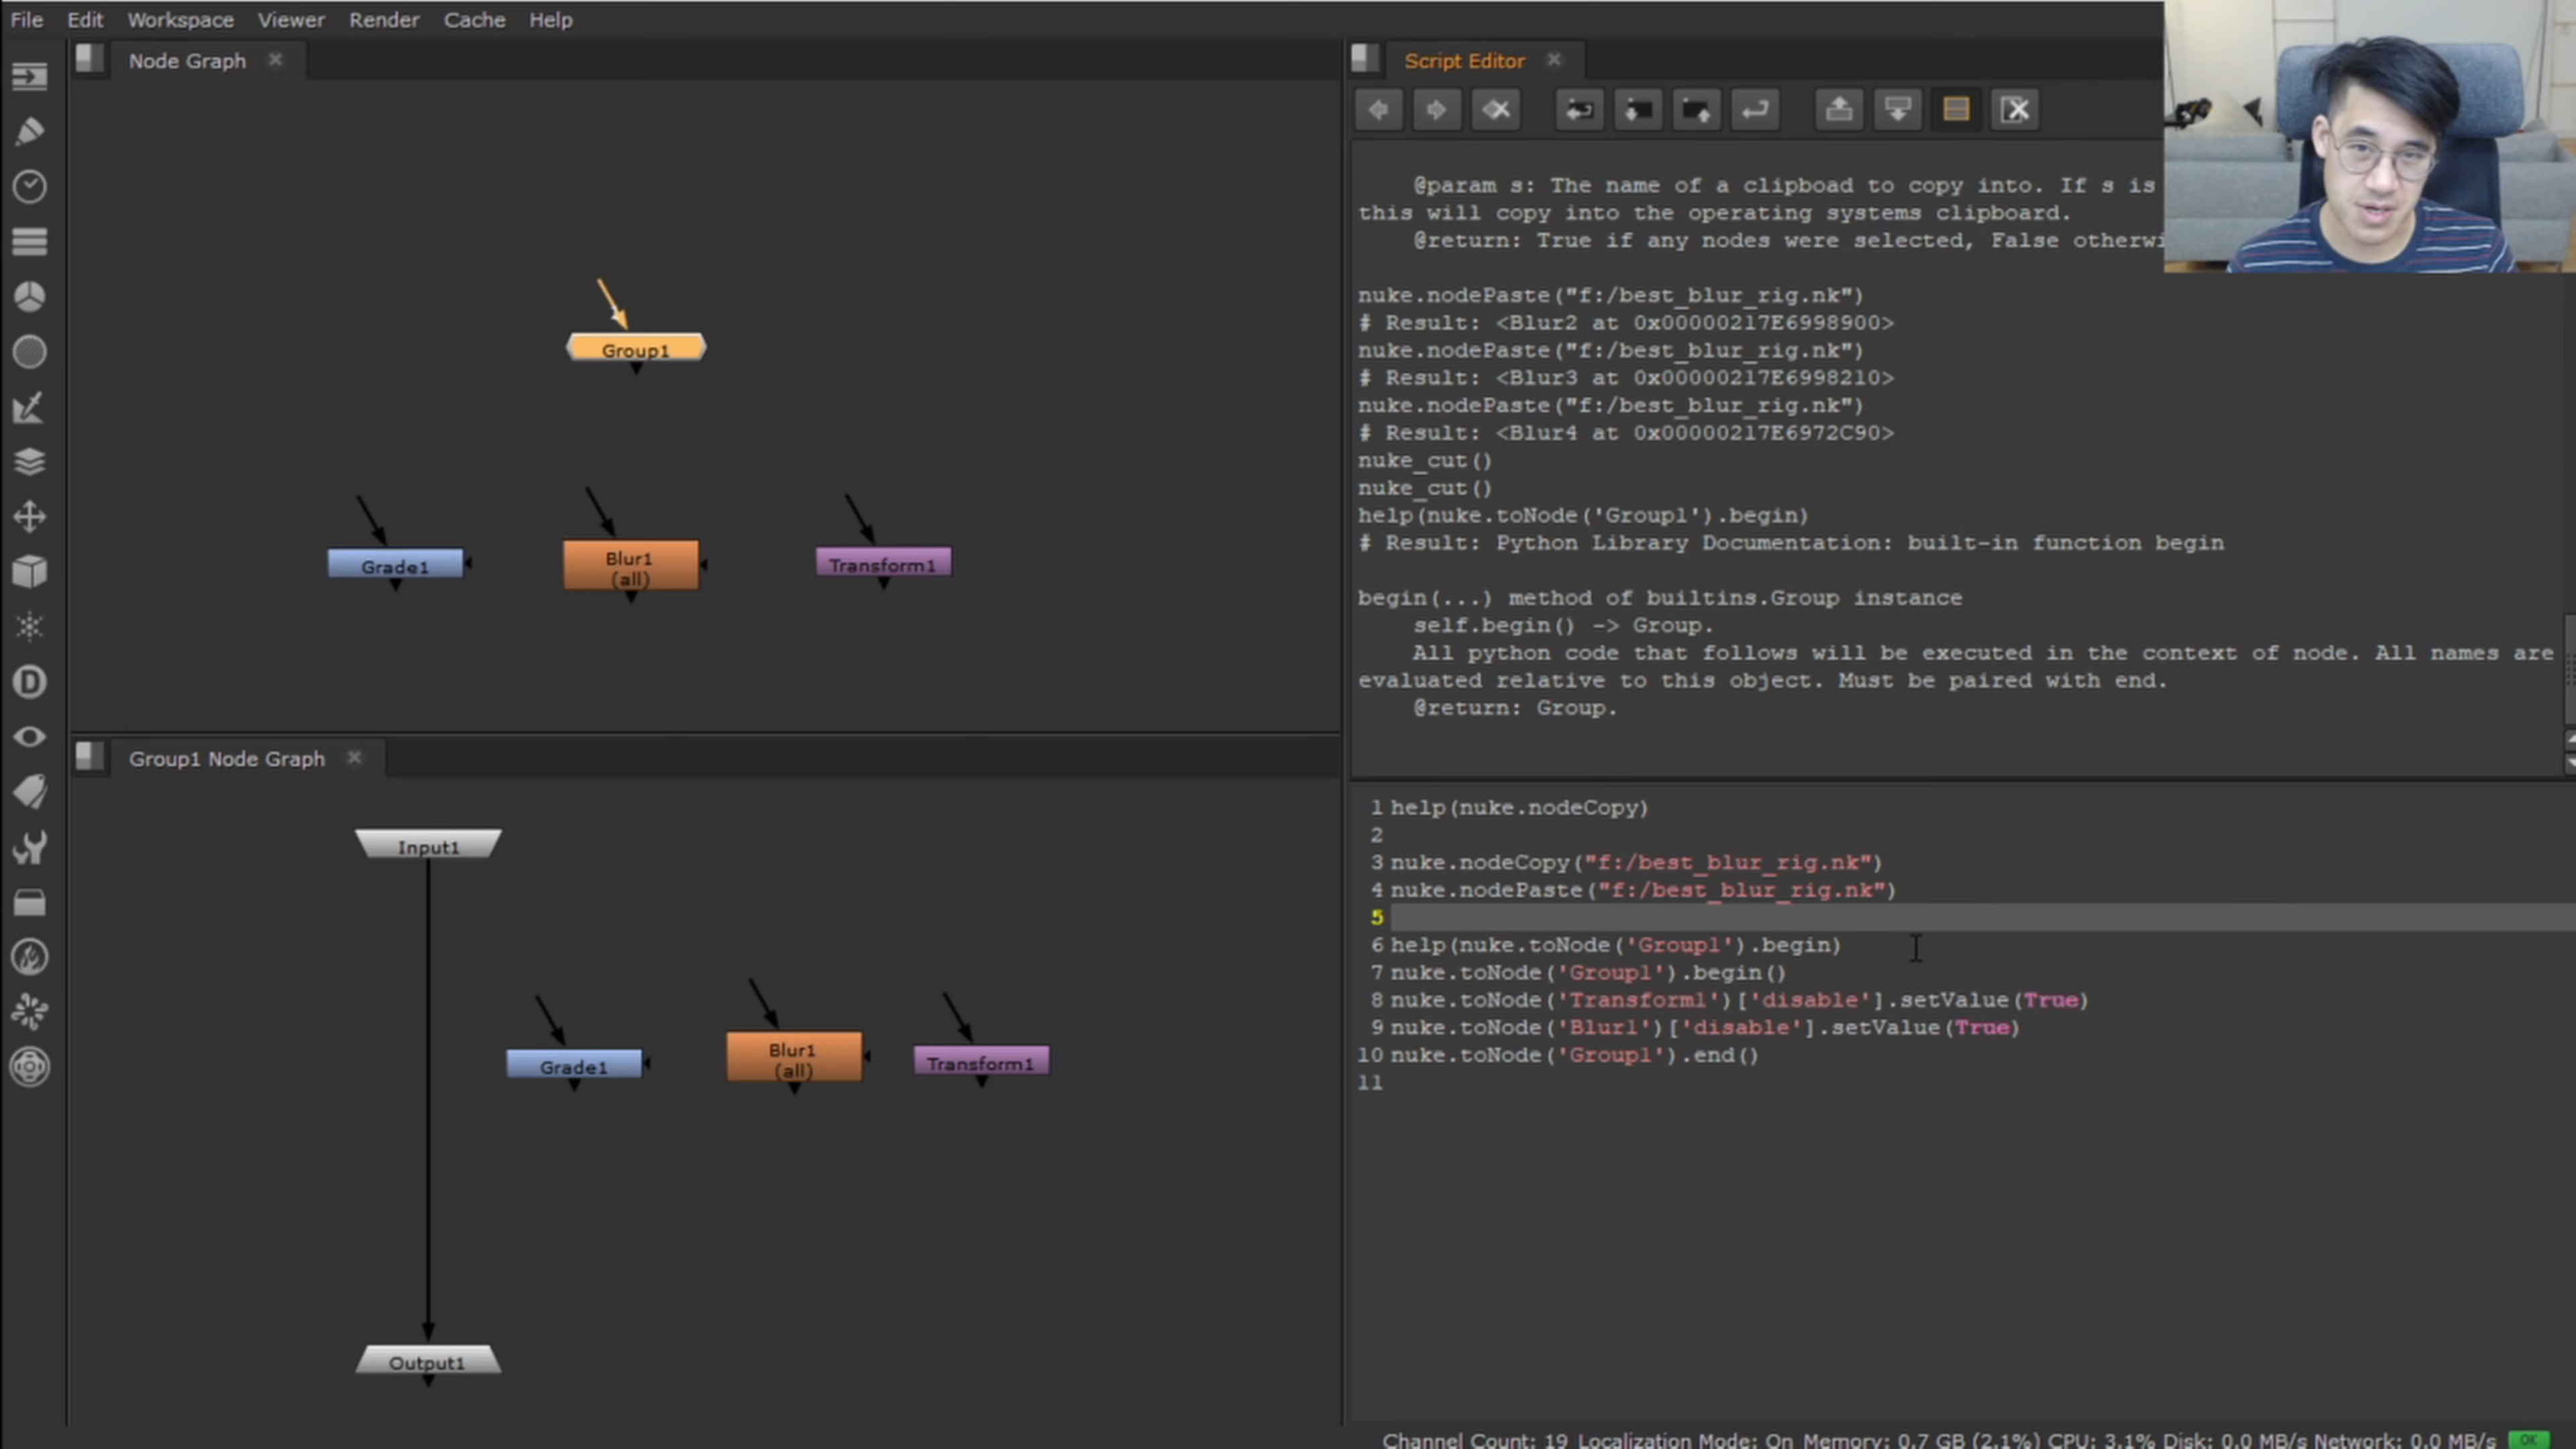 File Edit Workspace Viewer Render Cache Help
Node Graph
Group1
Grade1
Blur1
(all)
Transform1
Group1 Node Graph
Input1
Grade1
Blur1
(all)
Transform1
Output1
Script Editor
@param s: The name of a clipboad to copy into. If s is
this will copy into the operating systems clipboard.
@return: True if any nodes were selected, False otherwi
nuke.nodePaste("f:/best_blur_rig.nk")
# Result: <Blur2 at 0x00000217E6998900>
nuke.nodePaste("f:/best_blur_rig.nk")
# Result: <Blur3 at 0x00000217E6998210>
nuke.nodePaste("f:/best_blur_rig.nk")
# Result: <Blur4 at 0x00000217E6972C90>
nuke_cut()
nuke_cut()
help(nuke.toNode('Group1').begin)
# Result: Python Library Documentation: built-in function begin
begin(...) method of builtins.Group instance
self.begin() -> Group.
All python code that follows will be executed in the context of node. All names are
evaluated relative to this object. Must be paired with end.
@return: Group.
1 help(nuke.nodeCopy)
2
3 nuke.nodeCopy("f:/best_blur_rig.nk")
4 nuke.nodePaste("f:/best_blur_rig.nk")
5
6 help(nuke.toNode('Group1').begin)
7 nuke.toNode('Group1').begin()
8 nuke.toNode('Transform1')['disable'].setValue(True)
9 nuke.toNode('Blur1')['disable'].setValue(True)
10 nuke.toNode('Group1').end()
11
Channel Count: 19 Localization Mode: On Memory: 0.7 GB (2.1%) CPU: 3.1% Disk: 0.0 MB/s Network: 0.0 MB/s OK